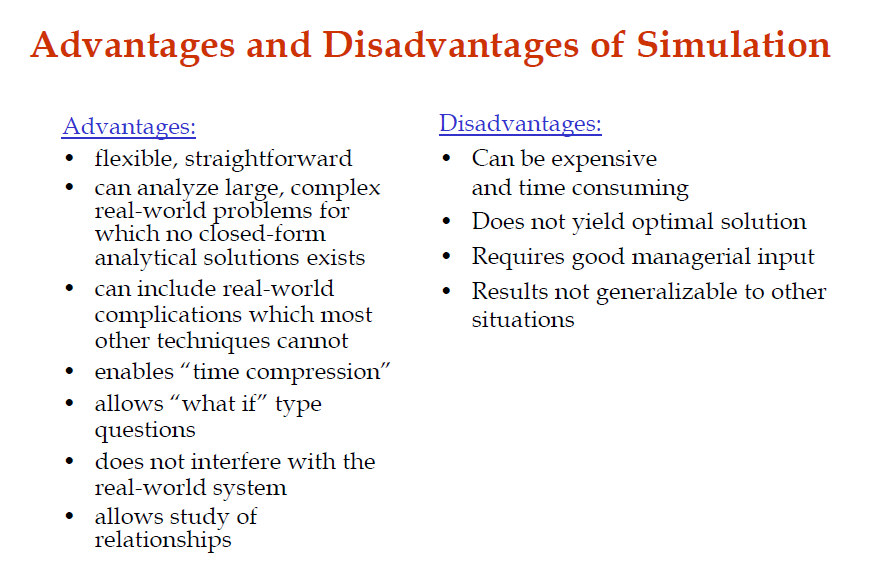 Advantages and Disadvantages of Simulation
Advantages:
• flexible, straightforward
• can analyze large, complex
real-world problems for
which no closed-form
analytical solutions exists
• can include real-world
complications which most
other techniques cannot
• enables “time compression”
• allows “what if” type
questions
• does not interfere with the
real-world system
• allows study of
relationships
Disadvantages:
• Can be expensive
and time consuming
• Does not yield optimal solution
• Requires good managerial input
• Results not generalizable to other
situations